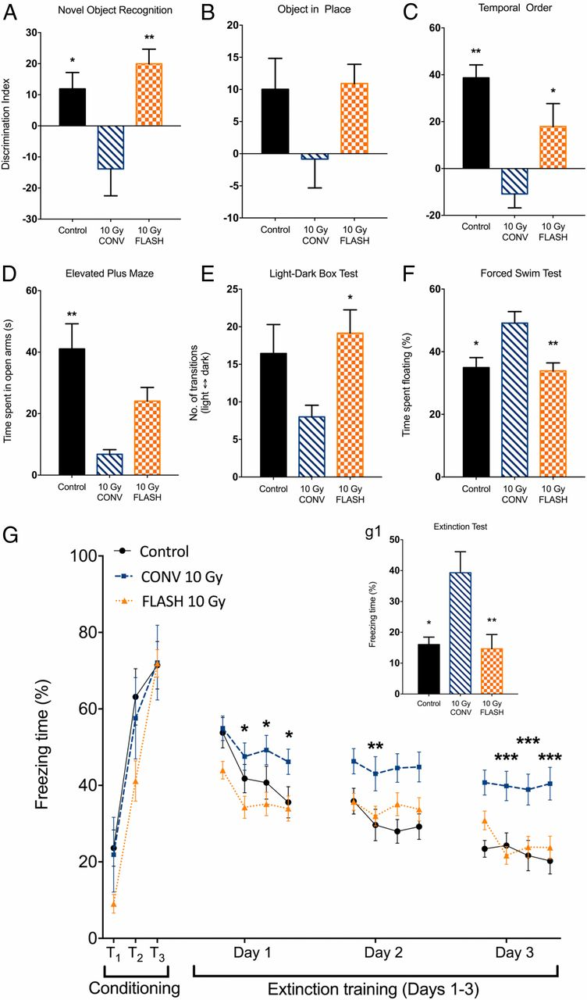 A
Novel Object Recognition
Discrimination Index
30
20
10
0
-10
-20
-30
*
**
Control
10 Gy
CONV
10 Gy
FLASH
B
Object in Place
15
10
5
0
-5
-10
Control
10 Gy
CONV
10 Gy
FLASH
C
Temporal Order
60
40
20
0
-20
**
*
Control
10 Gy
CONV
10 Gy
FLASH
D
Elevated Plus Maze
Time spent in open arms (s)
60
40
20
0
**
Control
10 Gy
CONV
10 Gy
FLASH
E
Light-Dark Box Test
No. of transitions
(light ↔ dark)
25
20
15
10
5
0
*
Control
10 Gy
CONV
10 Gy
FLASH
F
Forced Swim Test
Time spent floating (%)
60
40
20
0
*
**
Control
10 Gy
CONV
10 Gy
FLASH
G
Control
CONV 10 Gy
FLASH 10 Gy
Freezing time (%)
100
80
60
40
20
0
g1
Extinction Test
Freezing time (%)
50
40
30
20
10
0
*
**
Control
10 Gy
CONV
10 Gy
FLASH
* * *
**
*** *** ***
T1 T2 T3 Day 1 Day 2 Day 3
Conditioning Extinction training (Days 1-3)